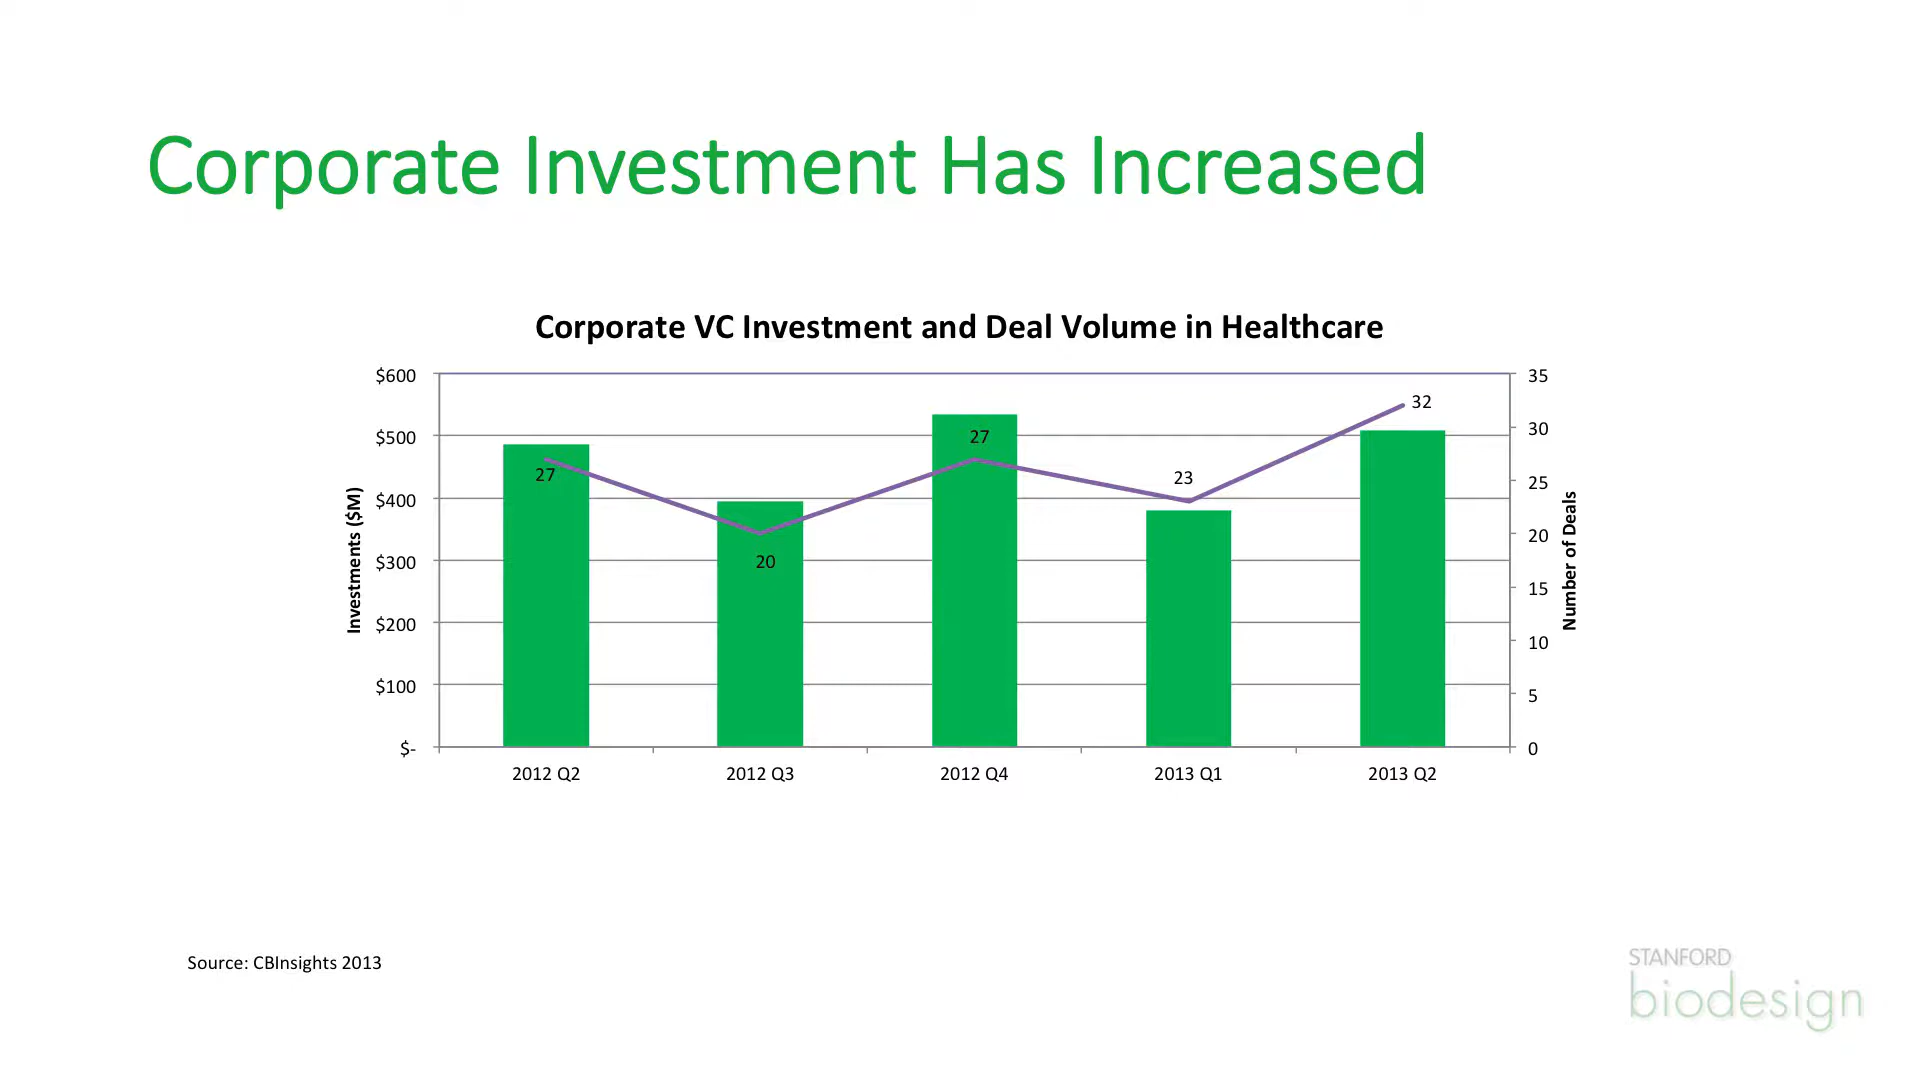 Corporate Investment Has Increased
Corporate VC Investment and Deal Volume in Healthcare
Investments ($M)
$600
$500
$400
$300
$200
$100
$-
27
20
27
23
32
35
30
25
20
15
10
5
0
Number of Deals
2012 Q2
2012 Q3
2012 Q4
2013 Q1
2013 Q2
Source: CBInsights 2013
STANFORD
biodesign